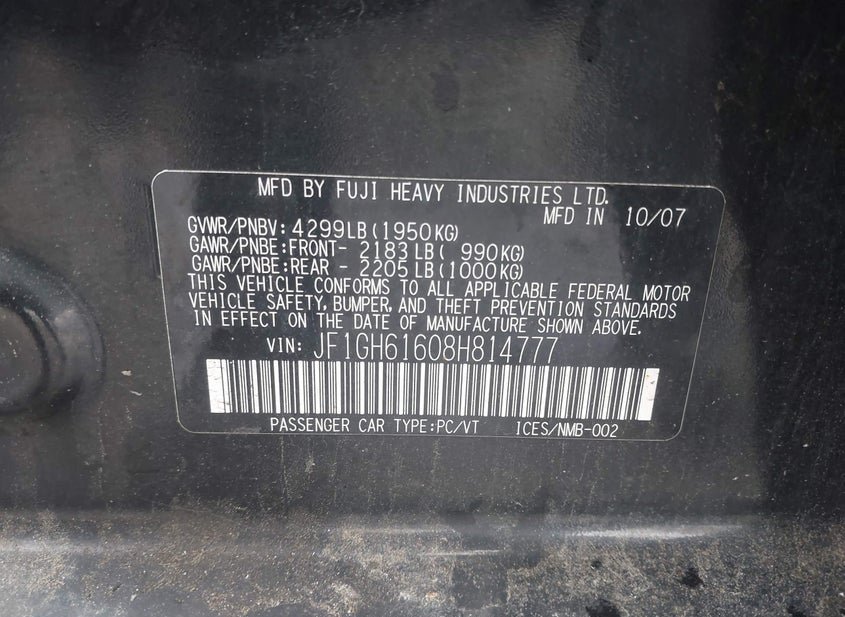 MFD BY FUJI HEAVY INDUSTRIES LTD.
MFD IN 10/07
GVWR/PNBV: 4299LB(1950KG)
GAWR/PNBE:FRONT- 2183LB( 990KG)
GAWR/PNBE:REAR - 2205LB(1000KG)
THIS VEHICLE CONFORMS TO ALL APPLICABLE FEDERAL MOTOR
VEHICLE SAFETY, BUMPER, AND THEFT PREVENTION STANDARDS
IN EFFECT ON THE DATE OF MANUFACTURE SHOWN ABOVE.
VIN: JF1GH61608H814777
PASSENGER CAR TYPE:PC/VT ICES/NMB-002